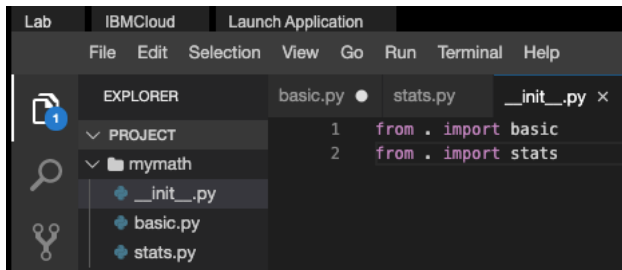 Lab IBMCloud Launch Application
File Edit Selection View Go Run Terminal Help
EXPLORER basic.py stats.py __init__.py ×
1
PROJECT
1 from . import basic
mymath
2 from . import stats
__init__.py
basic.py
stats.py